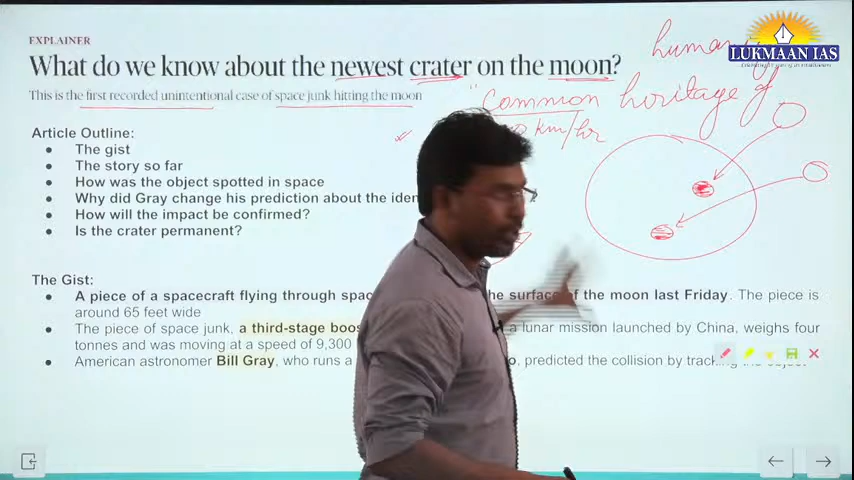 EXPLAINER
What do we know about the newest crater on the moon?
This is the first recorded unintentional case of space junk hitting the moon
human
LUKMAAN IAS
"common heritage of
km/hr
Article Outline:
The gist
The story so far
How was the object spotted in space
Why did Gray change his prediction about the iden
How will the impact be confirmed?
Is the crater permanent?
The Gist:
A piece of a spacecraft flying through spac the surface of the moon last Friday. The piece is
around 65 feet wide
The piece of space junk, a third-stage boos a lunar mission launched by China, weighs four
tonnes and was moving at a speed of 9,300
American astronomer Bill Gray, who runs a o, predicted the collision by tracking the object